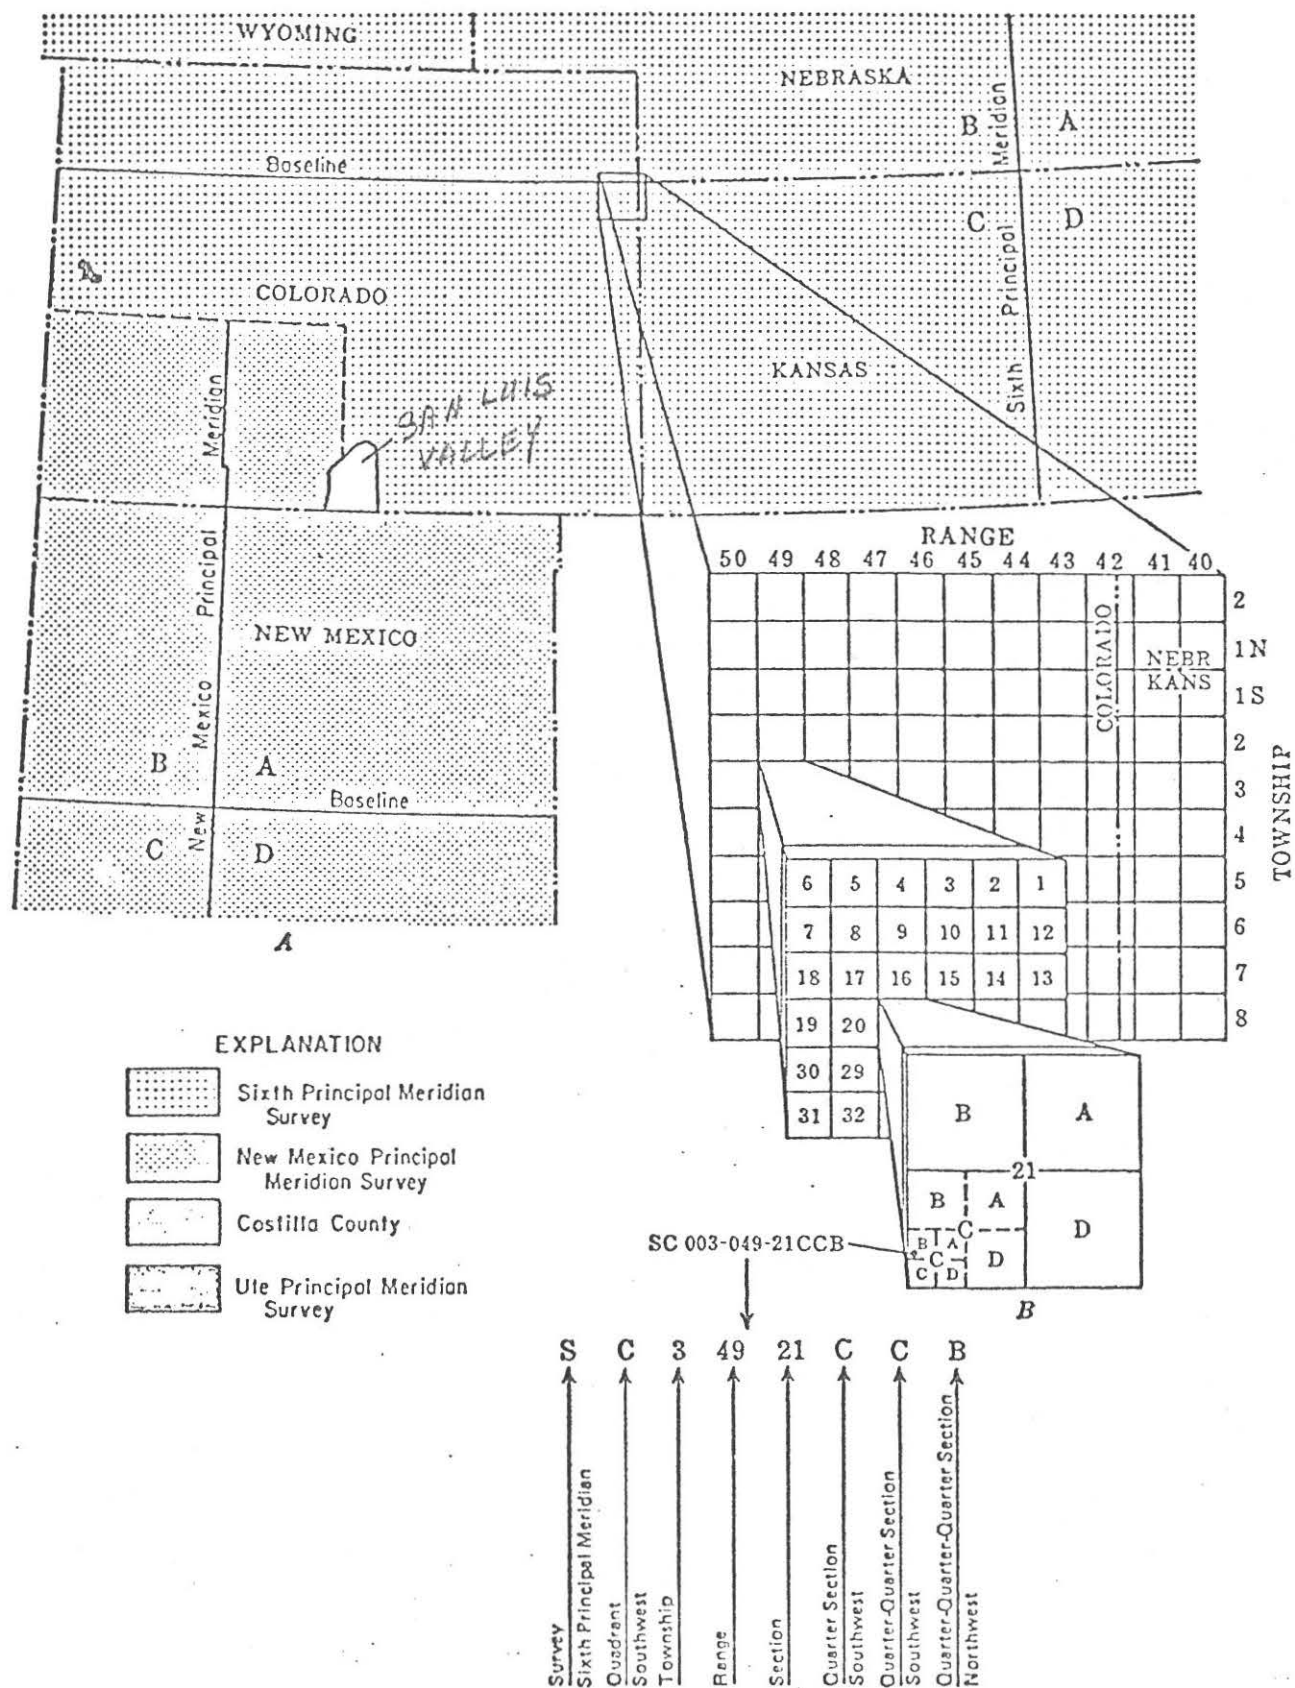 WYOMING
NEBRASKA
B
A
Meridian
Baseline
C
D
Principal
Sixth
COLORADO
KANSAS
SAN LUIS
VALLEY
Meridian
Principal
Mexico
New
NEW MEXICO
B
A
Baseline
C
D
A
RANGE
50 49 48 47 46 45 44 43 42 41 40
2
1N
1S
2
3
4
5
6
7
8
TOWNSHIP
COLORADO
NEBR
KANS
6 5 4 3 2 1
7 8 9 10 11 12
18 17 16 15 14 13
19 20
30 29
31 32
B A
21
B A
C
D
B A
C
C D
D
B
EXPLANATION
Sixth Principal Meridian
Survey
New Mexico Principal
Meridian Survey
Costilla County
Ute Principal Meridian
Survey
SC 003-049-21CCB
S C 3 49 21 C C B
Survey
Sixth Principal Meridian
Quadrant
Southwest
Township
Range
Section
Quarter Section
Southwest
Quarter-Quarter Section
Southwest
Quarter-Quarter-Quarter Section
Northwest